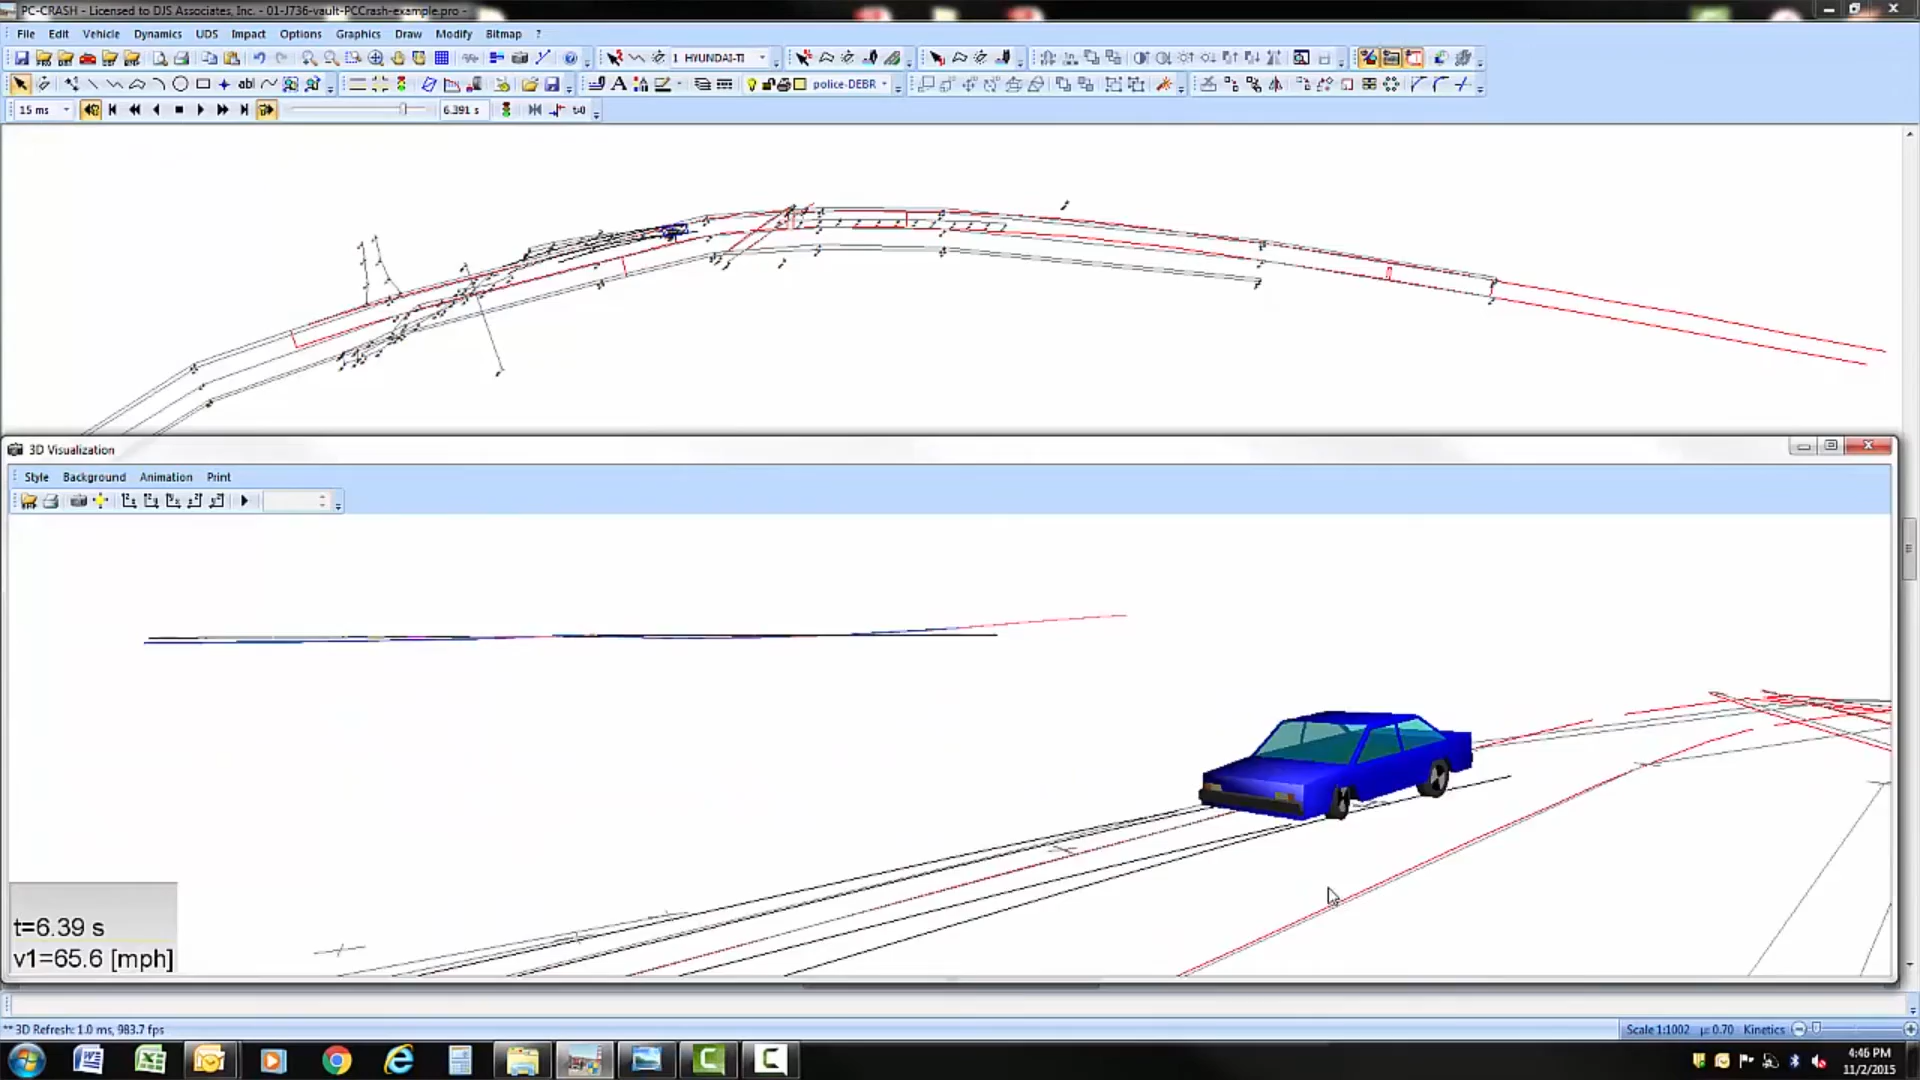 PC-CRASH - Licensed to DJS Associates, Inc. - 01-J736-vault-PCCrash-example.pro -
File Edit Vehicle Dynamics UDS Impact Options Graphics Draw Modify Bitmap ?
1 HYUNDAI-TI
A ab police-DEBR
15 ms 6.391 s t=0
3D Visualization
Style Background Animation Print
t=6.39 s
v1=65.6 [mph]
** 3D Refresh: 1.0 ms, 983.7 fps Scale 1:1002 µ=0.70 Kinetics
4:46 PM
11/2/2015